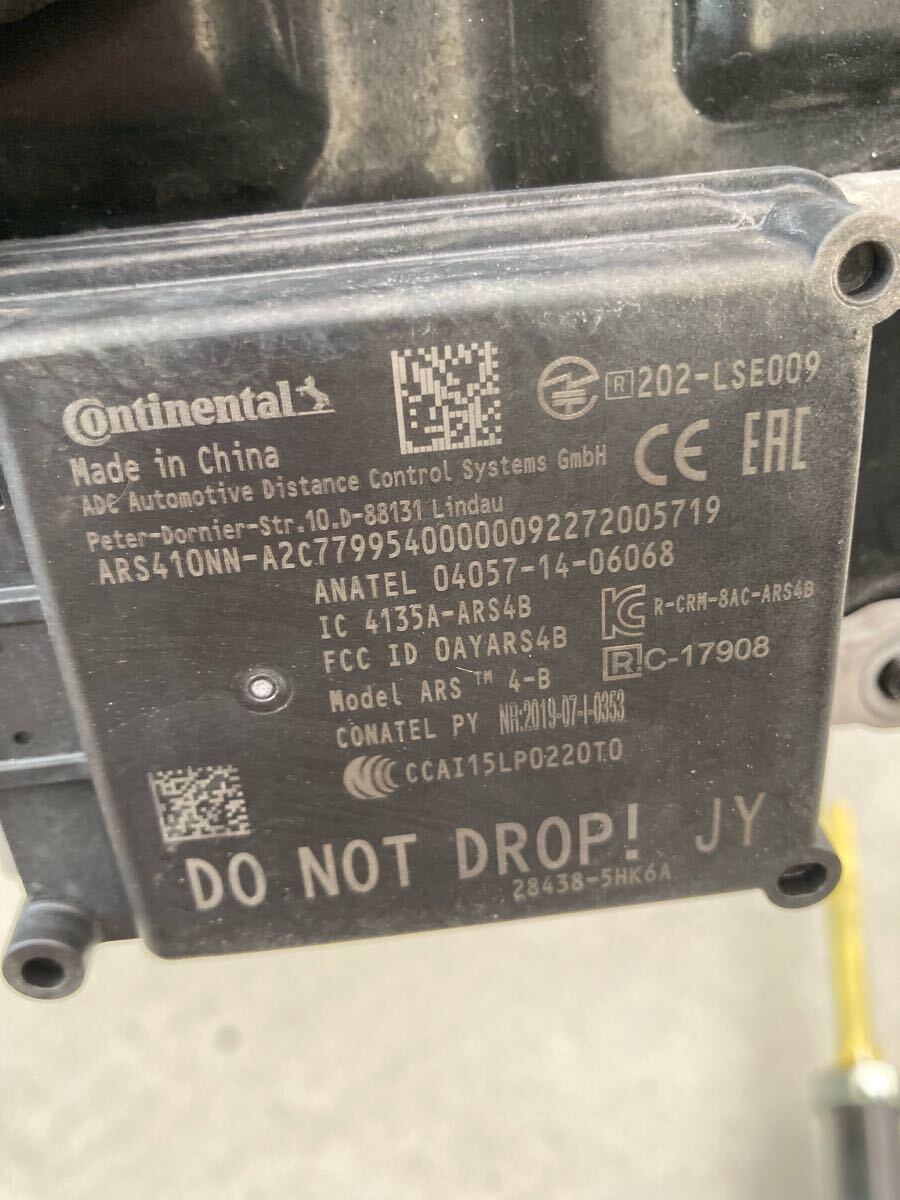 Continental
R 202-LSE009
Made in China
CE EAC
ADC Automotive Distance Control Systems GmbH
Peter-Dornier-Str.10.D-88131 Lindau
ARS410NN-A2C77995400000092272005719
ANATEL 04057-14-06068
IC 4135A-ARS4B
R-CRM-8AC-ARS4B
FCC ID OAYARS4B
R!C-17908
Model ARS ™ 4-B
CONATEL PY NR:2019-07-I-0353
CCAI15LP0220T0
DO NOT DROP! JY
28438-5HK6A